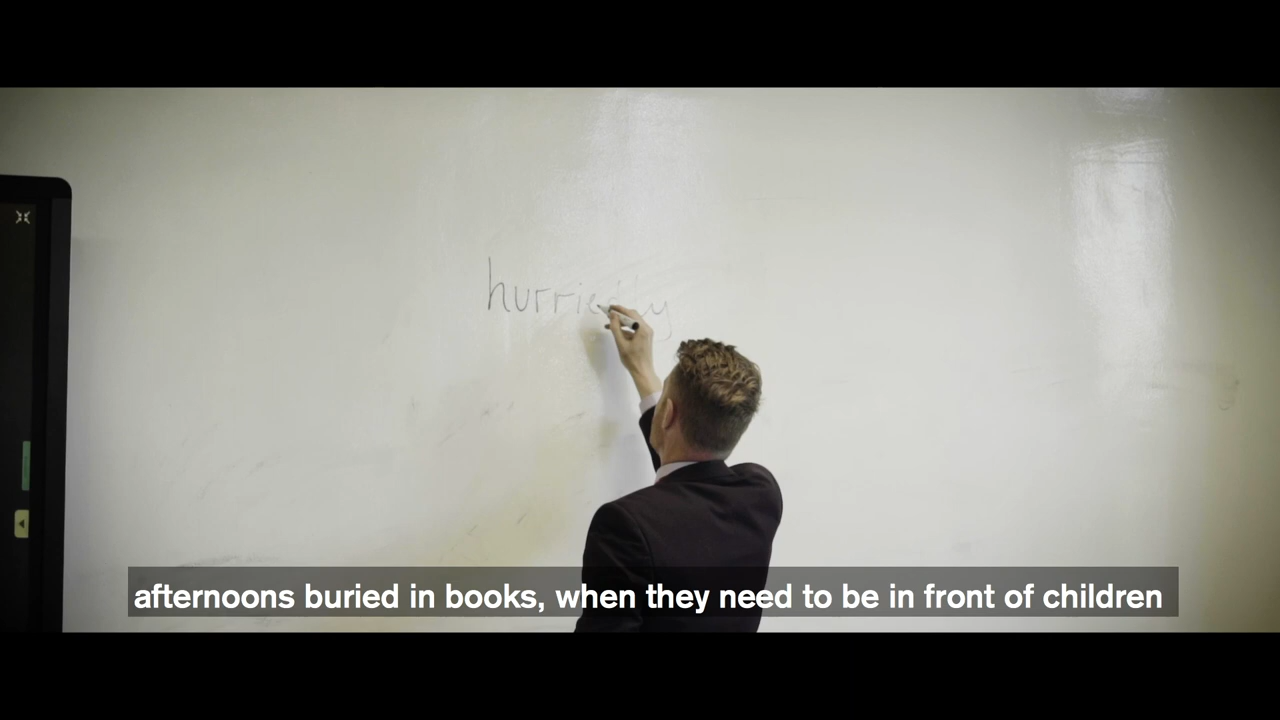 hurriedly
afternoons buried in books, when they need to be in front of children